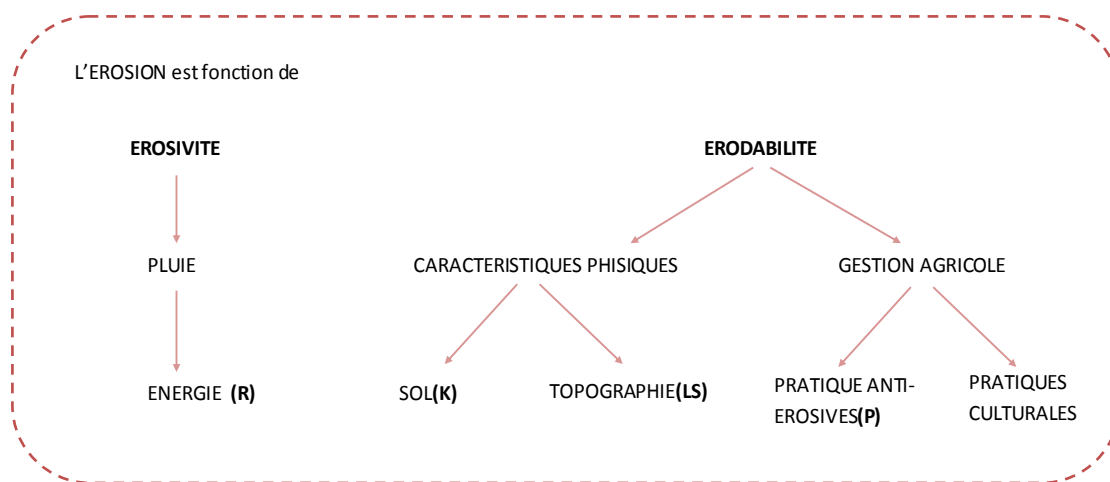 L'EROSION est fonction de
EROSIVITE
ERODABILITE
PLUIE
CARACTERISTIQUES PHISIQUES
GESTION AGRICOLE
ENERGIE (R)
SOL(K)
TOPOGRAPHIE(LS)
PRATIQUE ANTI-
EROSIVES(P)
PRATIQUES
CULTURALES